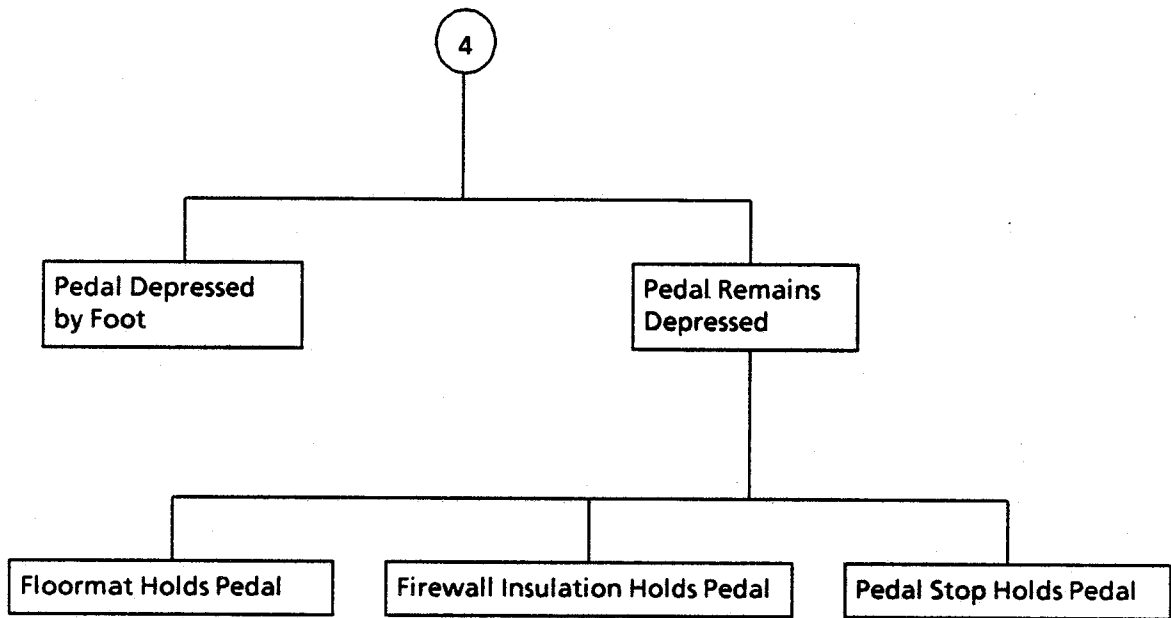 4
Pedal Depressed
by Foot
Pedal Remains
Depressed
Floormat Holds Pedal
Firewall Insulation Holds Pedal
Pedal Stop Holds Pedal